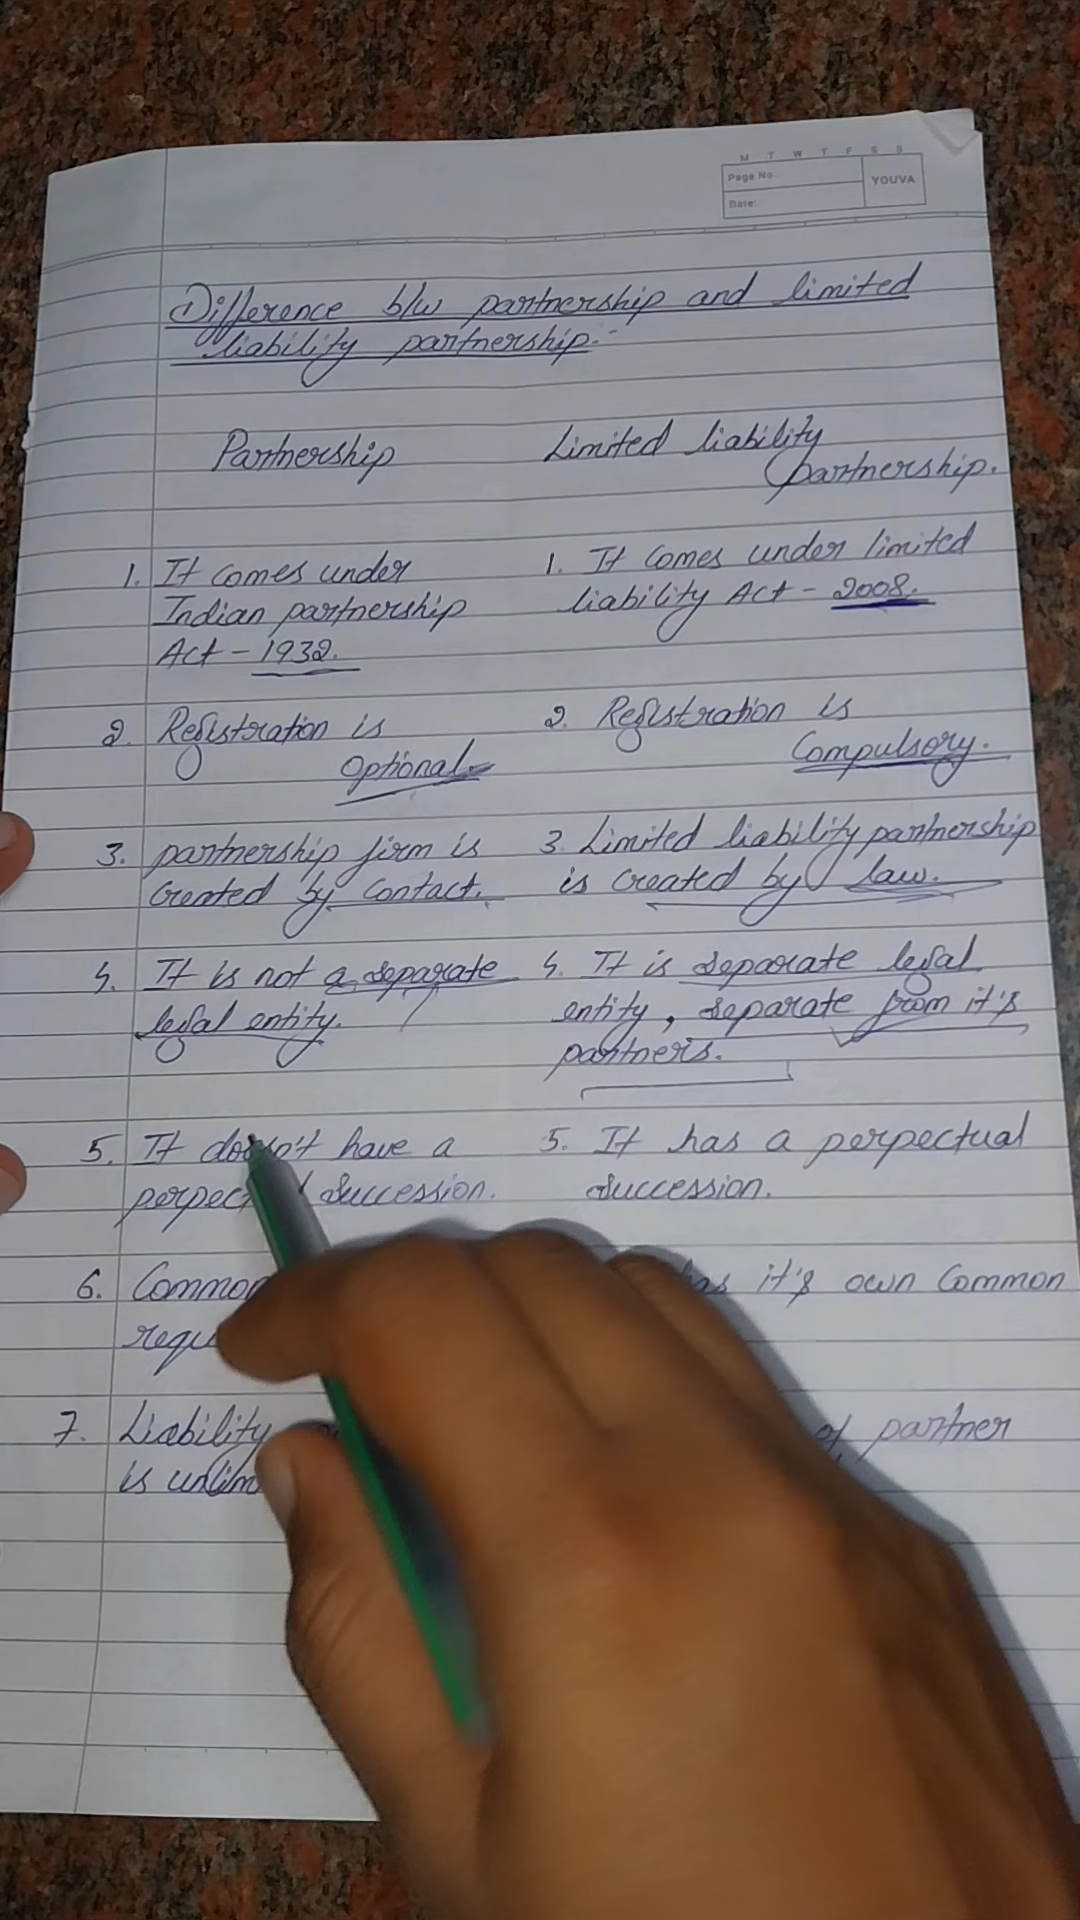 M T W T F S S
Page No.
YOUVA
Date:
Difference b/w partnership and limited
liability partnership:-
Partnership
Limited liability
partnership.
1. It comes under
Indian partnership
Act - 1932.
1. It comes under limited
liability Act - 2008.
2. Registration is
optional.
2. Registration is
Compulsory.
3. partnership firm is
created by contact.
3. Limited liability partnership
is created by law.
4. It is not a separate
legal entity.
4. It is separate legal
entity, separate from it's
partners.
5. It doesn't have a
succession.
5. It has a perpectual
succession.
6. Common
has it's own common
7. Liability
is
of partner